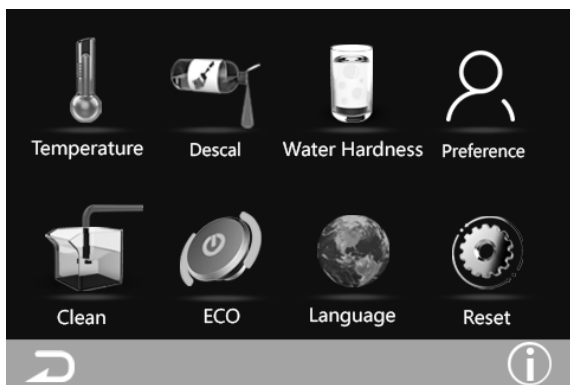 Temperature
Descal
Water Hardness
Preference
Clean
ECO
Language
Reset